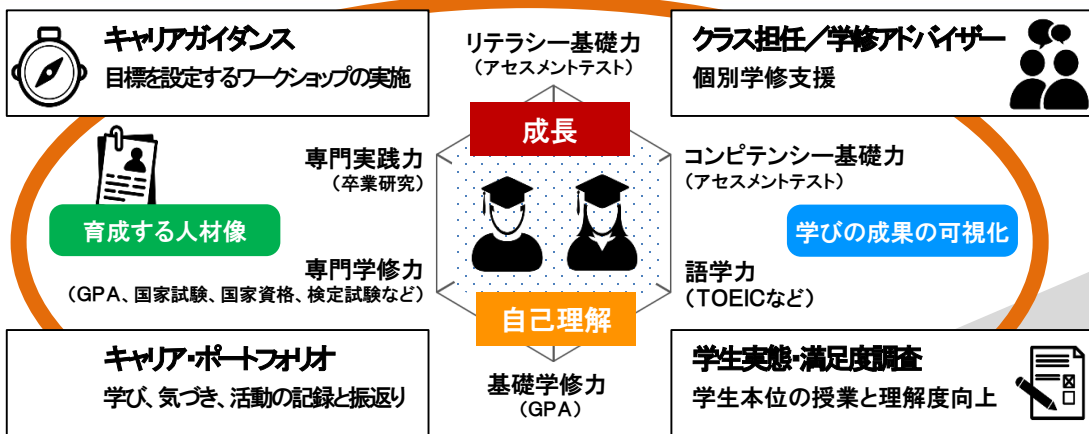 キャリアガイダンス
目標を設定するワークショップの実施
リテラシー基礎力
（アセスメントテスト）
クラス担任／学修アドバイザー
個別学修支援
成長
専門実践力
（卒業研究）
コンピテンシー基礎力
（アセスメントテスト）
育成する人材像
学びの成果の可視化
専門学修力
（GPA、国家試験、国家資格、検定試験など）
語学力
（TOEICなど）
自己理解
キャリア・ポートフォリオ
学び、気づき、活動の記録と振返り
基礎学修力
（GPA）
学生実態・満足度調査
学生本位の授業と理解度向上